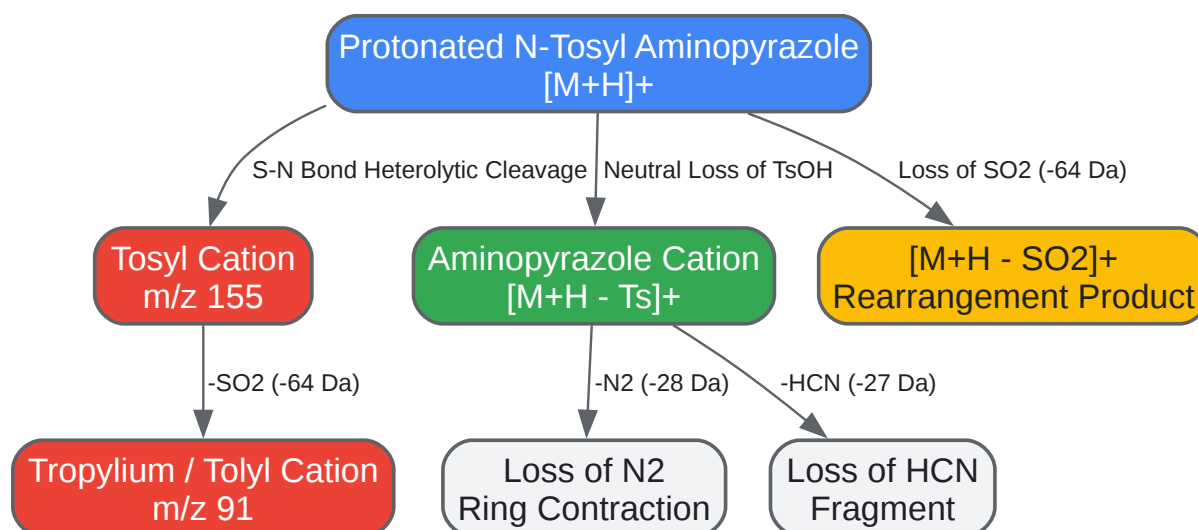 Protonated N-Tosyl Aminopyrazole
[M+H]+
S-N Bond Heterolytic Cleavage
Neutral Loss of TsOH
Loss of SO2 (-64 Da)
Tosyl Cation
m/z 155
Aminopyrazole Cation
[M+H - Ts]+
[M+H - SO2]+
Rearrangement Product
-SO2 (-64 Da)
-N2 (-28 Da)
-HCN (-27 Da)
Tropylium / Tolyl Cation
m/z 91
Loss of N2
Ring Contraction
Loss of HCN
Fragment